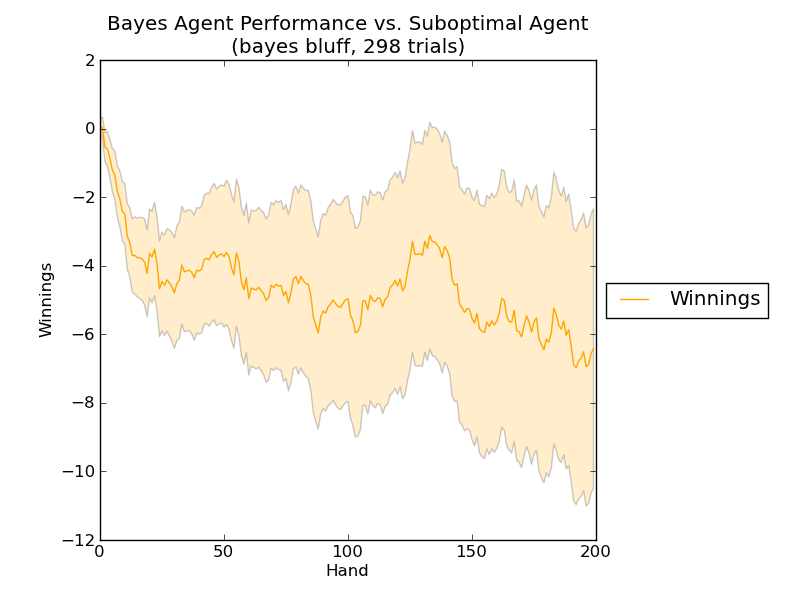 Bayes Agent Performance vs. Suboptimal Agent
(bayes bluff, 298 trials)
2
0
−2
−4
−6
−8
−10
−12
Winnings
0 50 100 150 200
Hand
Winnings